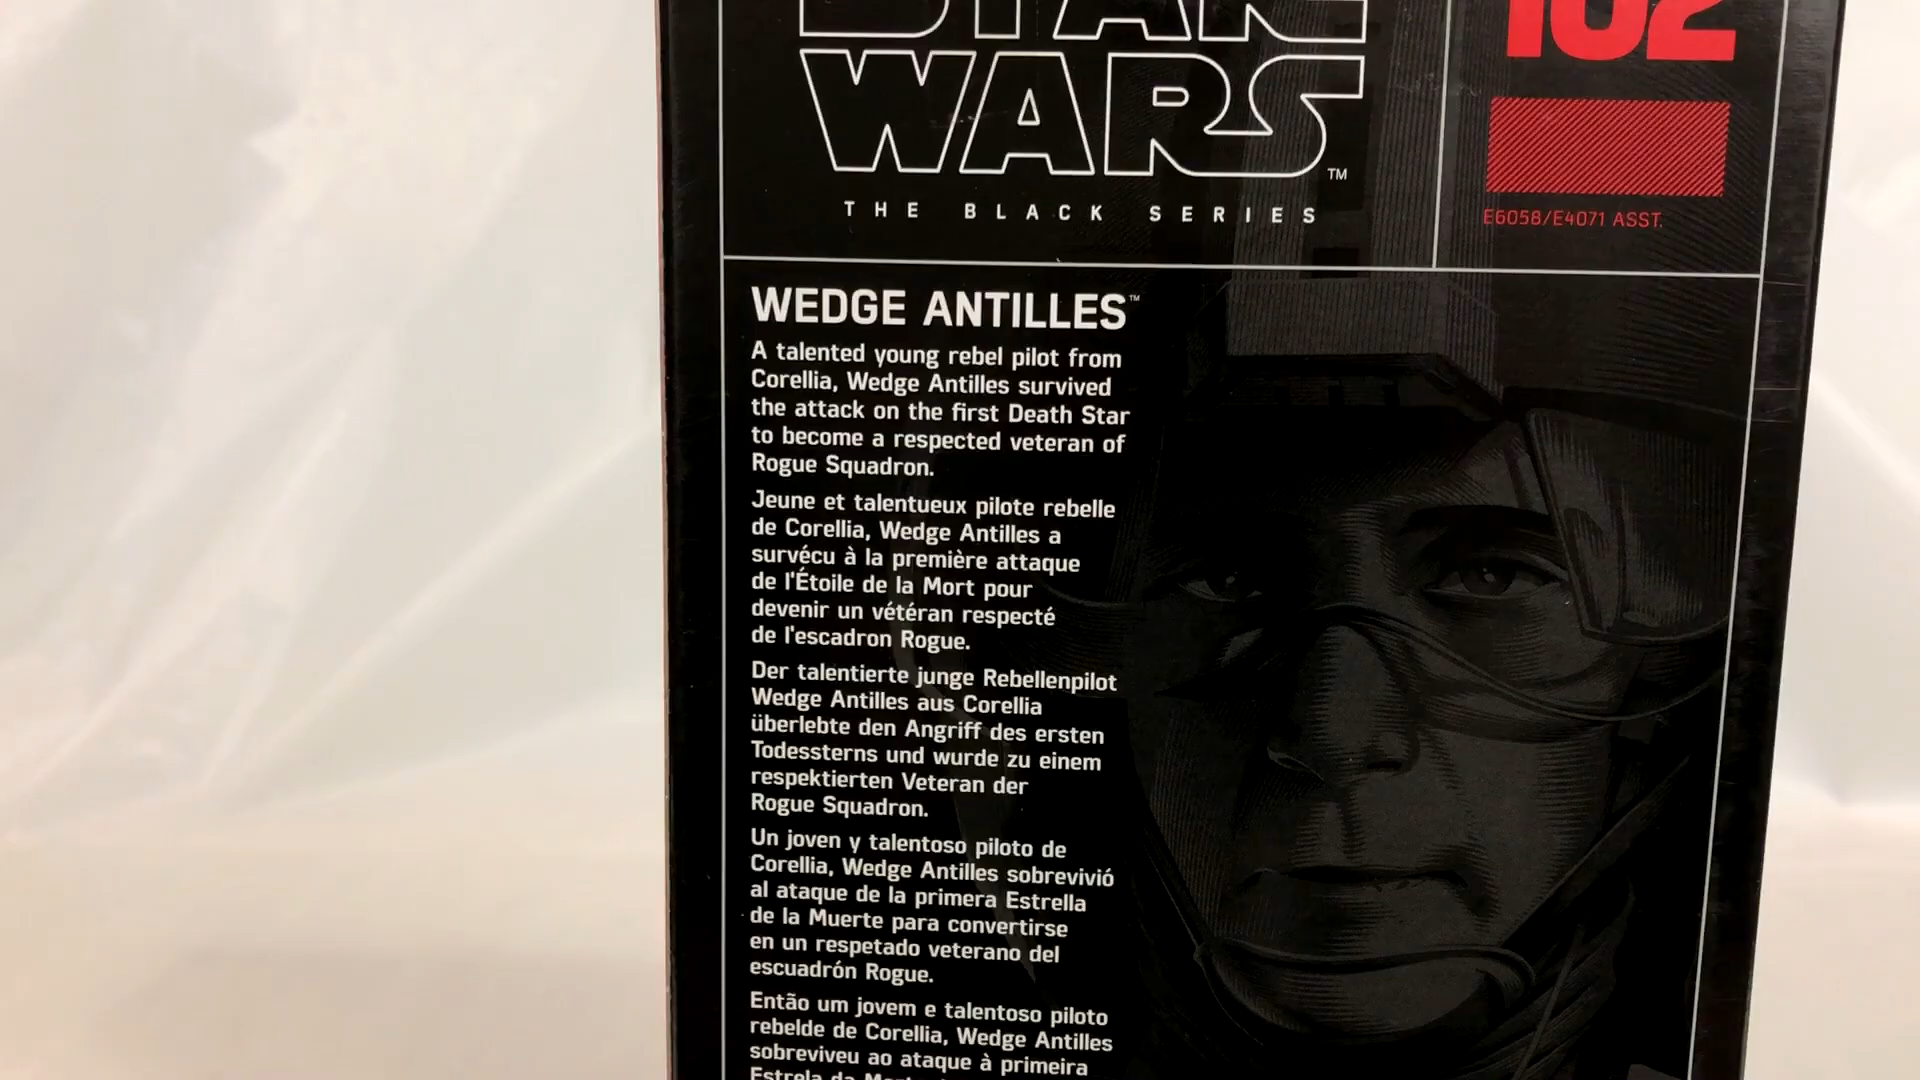 STAR
WARS™
THE BLACK SERIES
102
E6058/E4071 ASST.
WEDGE ANTILLES™
A talented young rebel pilot from
Corellia, Wedge Antilles survived
the attack on the first Death Star
to become a respected veteran of
Rogue Squadron.
Jeune et talentueux pilote rebelle
de Corellia, Wedge Antilles a
survécu à la première attaque
de l'Étoile de la Mort pour
devenir un vétéran respecté
de l'escadron Rogue.
Der talentierte junge Rebellenpilot
Wedge Antilles aus Corellia
überlebte den Angriff des ersten
Todessterns und wurde zu einem
respektierten Veteran der
Rogue Squadron.
Un joven y talentoso piloto de
Corellia, Wedge Antilles sobrevivió
al ataque de la primera Estrella
de la Muerte para convertirse
en un respetado veterano del
escuadrón Rogue.
Então um jovem e talentoso piloto
rebelde de Corellia, Wedge Antilles
sobreviveu ao ataque à primeira
Estrela da